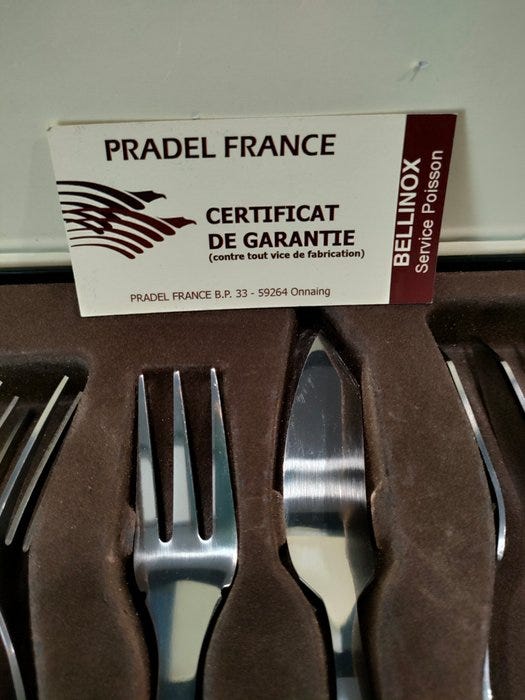 PRADEL FRANCE
CERTIFICAT
DE GARANTIE
(contre tout vice de fabrication)
PRADEL FRANCE B.P. 33 - 59264 Onnaing
BELLINOX
Service Poisson